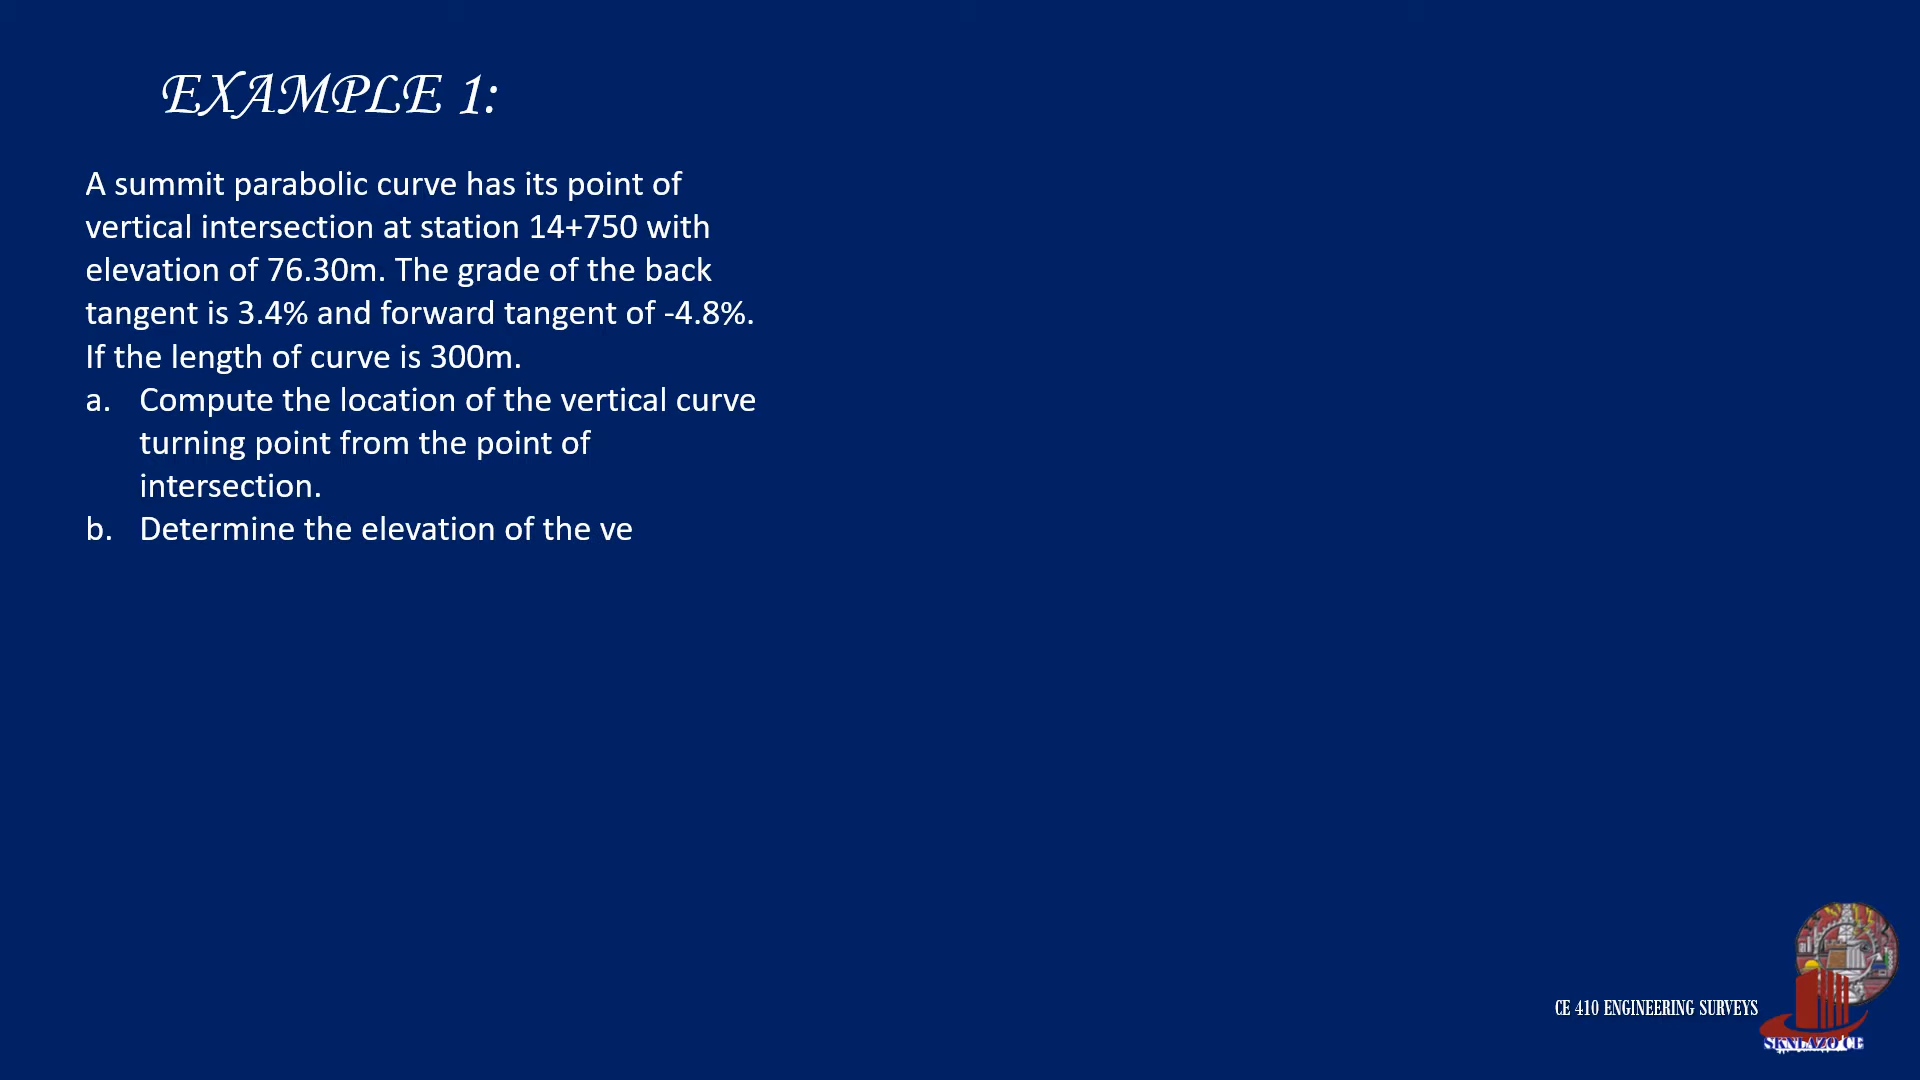 EXAMPLE 1:
A summit parabolic curve has its point of
vertical intersection at station 14+750 with
elevation of 76.30m. The grade of the back
tangent is 3.4% and forward tangent of -4.8%.
If the length of curve is 300m.
a. Compute the location of the vertical curve
turning point from the point of
intersection.
b. Determine the elevation of the ve
CE 410 ENGINEERING SURVEYS
SKNLAZO CE